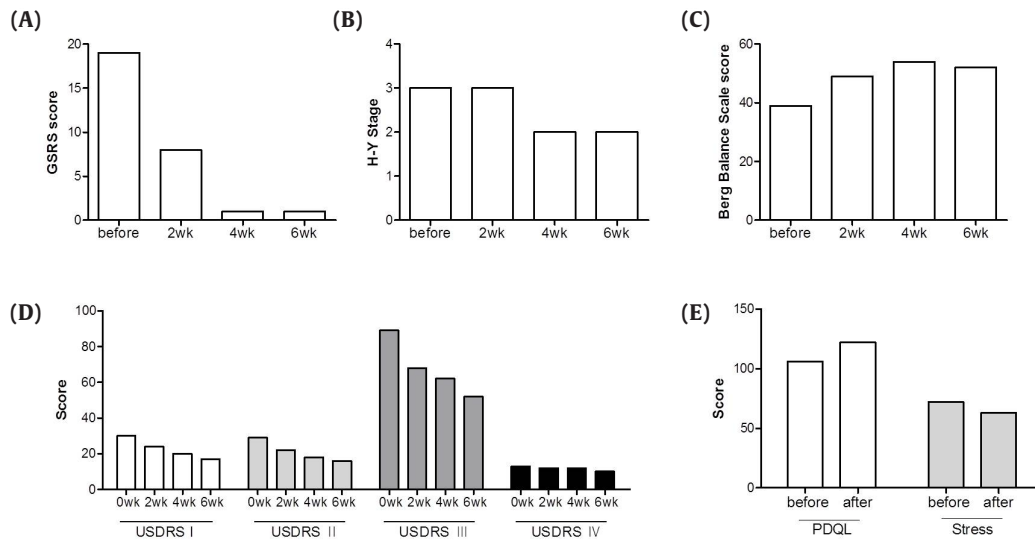 (A)
GSRS score
20
15
10
5
0
before 2wk 4wk 6wk
(B)
H-Y Stage
4
3
2
1
0
before 2wk 4wk 6wk
(C)
Berg Balance Scale score
60
40
20
0
before 2wk 4wk 6wk
(D)
Score
100
80
60
40
20
0
0wk 2wk 4wk 6wk 0wk 2wk 4wk 6wk 0wk 2wk 4wk 6wk 0wk 2wk 4wk 6wk
USDRS I USDRS II USDRS III USDRS IV
(E)
Score
150
100
50
0
before after before after
PDQL Stress